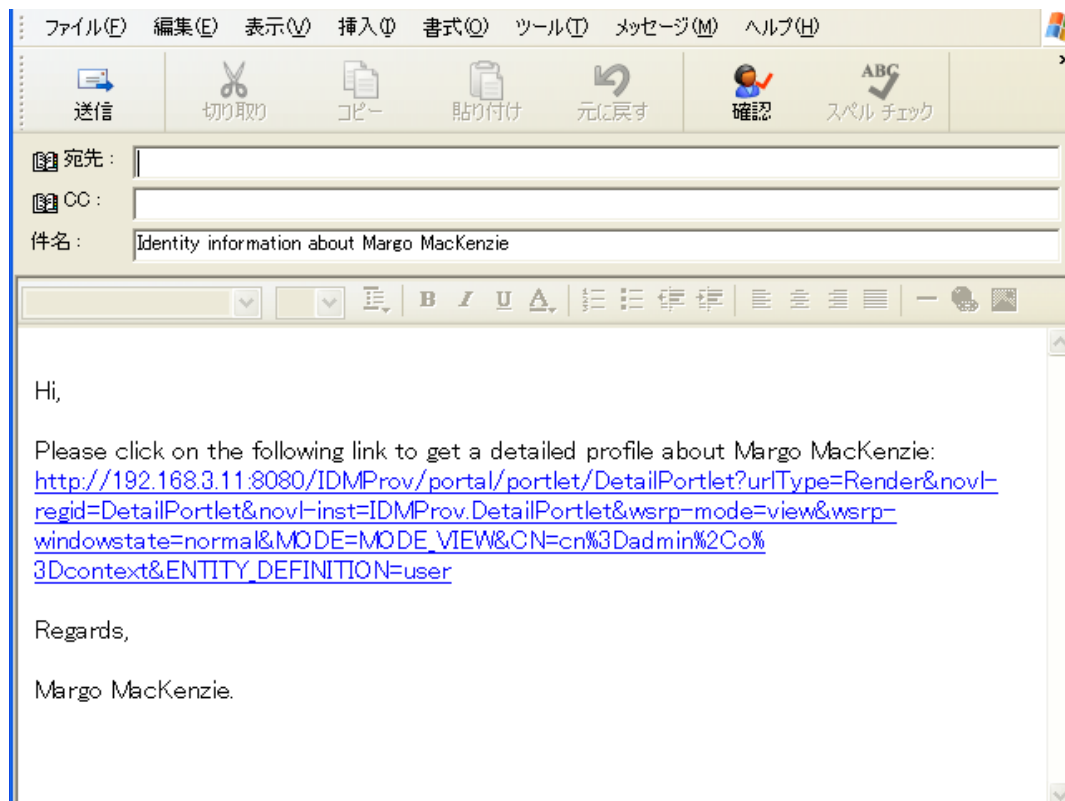 ファイル(F) 編集(E) 表示(V) 挿入(I) 書式(O) ツール(T) メッセージ(M) ヘルプ(H)
送信 切り取り コピー 貼り付け 元に戻す 確認 ABC スペル チェック
宛先:
CC:
件名: Identity information about Margo MacKenzie
B I U A
Hi,
Please click on the following link to get a detailed profile about Margo MacKenzie:
http://192.168.3.11:8080/IDMProv/portal/portlet/DetailPortlet?urlType=Render&novl-
regid=DetailPortlet&novl-inst=IDMProv.DetailPortlet&wsrp-mode=view&wsrp-
windowstate=normal&MODE=MODE_VIEW&CN=cn%3Dadmin%2Co%
3Dcontext&ENTITY_DEFINITION=user
Regards,
Margo MacKenzie.